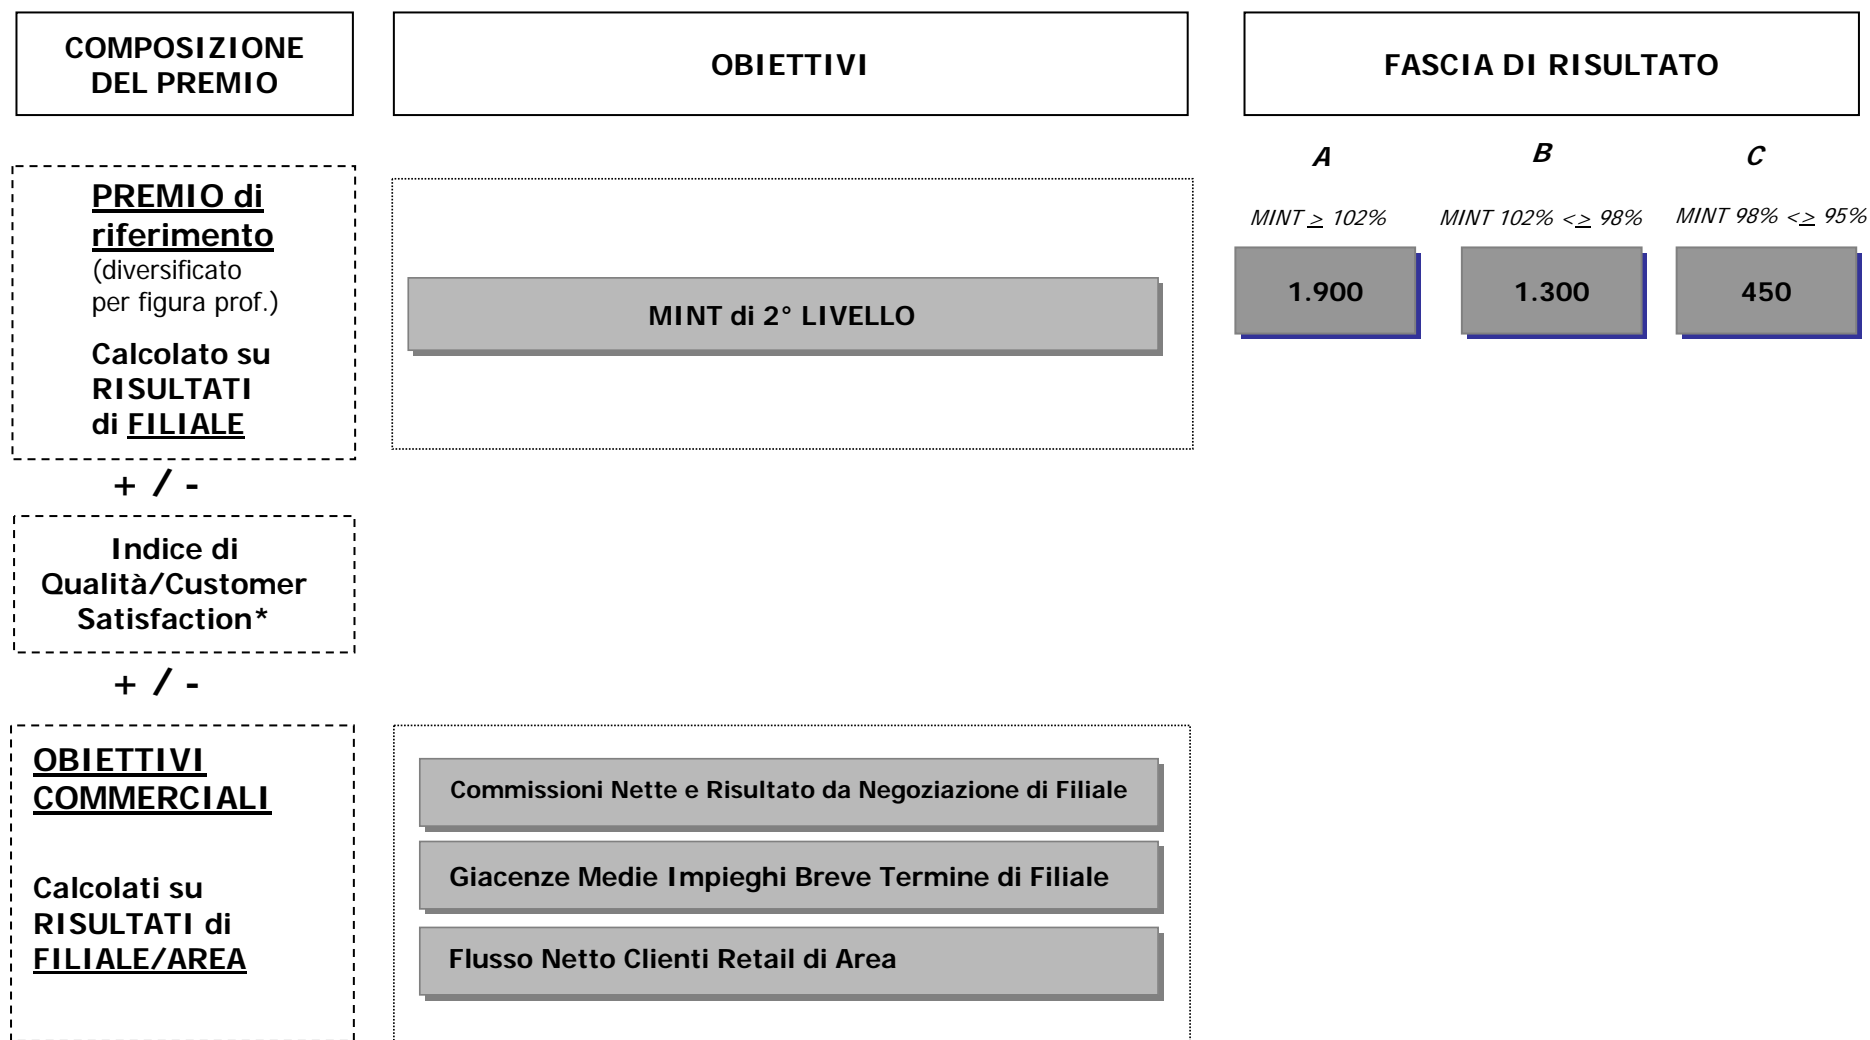 COMPOSIZIONE
DEL PREMIO
OBIETTIVI
FASCIA DI RISULTATO
A
B
C
MINT ≥ 102%
MINT 102% <≥ 98%
MINT 98% <≥ 95%
PREMIO di
riferimento
(diversificato
per figura prof.)
Calcolato su
RISULTATI
di FILIALE
MINT di 2° LIVELLO
1.900
1.300
450
+ / -
Indice di
Qualità/Customer
Satisfaction*
+ / -
OBIETTIVI
COMMERCIALI
Calcolati su
RISULTATI di
FILIALE/AREA
Commissioni Nette e Risultato da Negoziazione di Filiale
Giacenze Medie Impieghi Breve Termine di Filiale
Flusso Netto Clienti Retail di Area